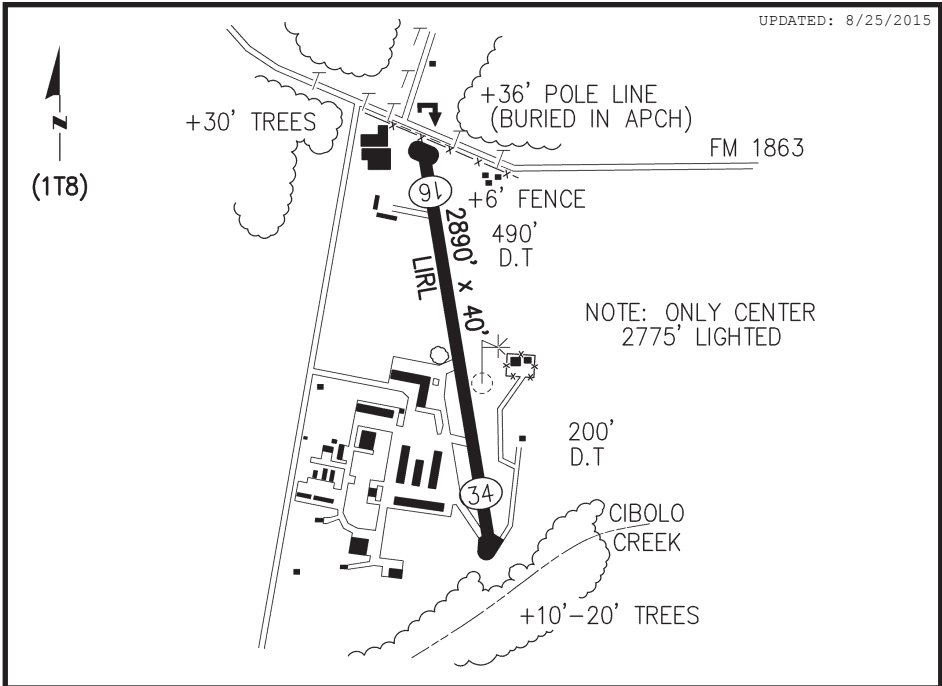 UPDATED: 8/25/2015
N
(1T8)
+30' TREES
+36' POLE LINE
(BURIED IN APCH)
FM 1863
16
+6' FENCE
490'
D.T
2890' x 40'
LIRL
NOTE: ONLY CENTER
2775' LIGHTED
200'
D.T
34
CIBOLO
CREEK
+10'-20' TREES